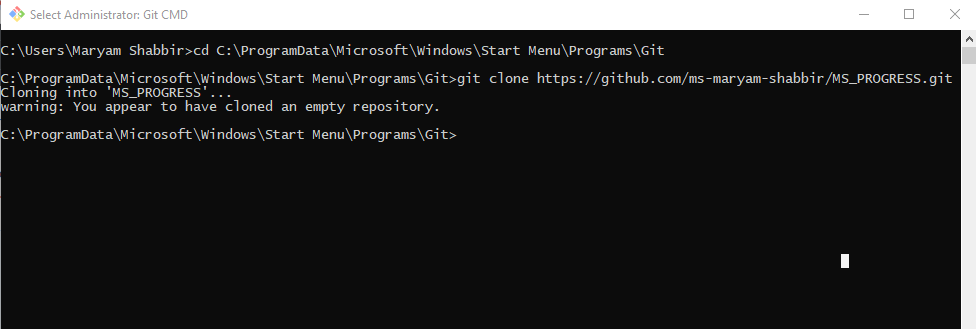 Select Administrator: Git CMD
C:\Users\Maryam Shabbir>cd C:\ProgramData\Microsoft\Windows\Start Menu\Programs\Git
C:\ProgramData\Microsoft\Windows\Start Menu\Programs\Git>git clone https://github.com/ms-maryam-shabbir/MS_PROGRESS.git
Cloning into 'MS_PROGRESS'...
warning: You appear to have cloned an empty repository.
C:\ProgramData\Microsoft\Windows\Start Menu\Programs\Git>